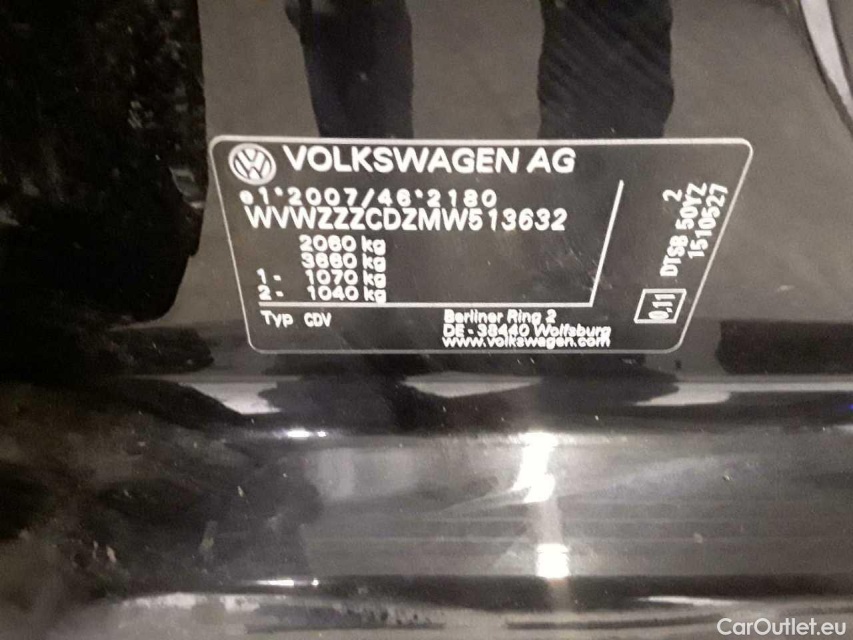 VOLKSWAGEN AG
e1*2007/46*2180
WVWZZZCDZMW513632
2060 kg
3660 kg
1- 1070 kg
2- 1040 kg
Typ CDV
Berliner Ring 2
DE - 38440 Wolfsburg
www.volkswagen.com
2
DTSB 50YZ
1510527
0,11
CarOutlet.eu